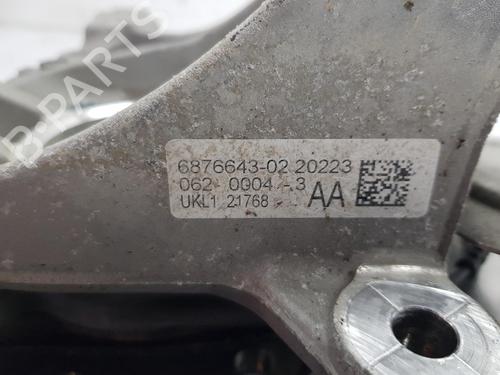 B-PARTS
6876643-02 20223
062- 0004 -3
UKL1 21768 AA